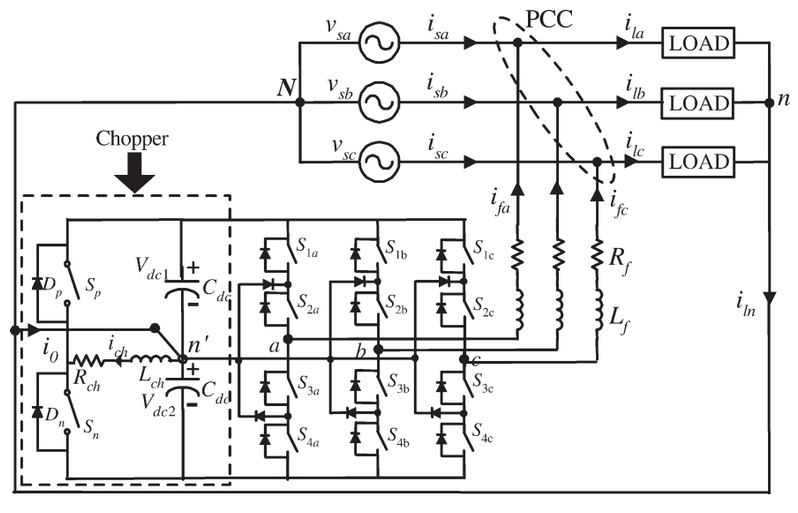 PCC
v_sa i_sa i_la LOAD
N v_sb i_sb i_lb LOAD n
v_sc i_sc i_lc LOAD
Chopper
i_fa i_fc
V_dc1 + C_dc -
D_p S_p
S_1a S_1b S_1c
S_2a S_2b S_2c
R_f
L_f
i_ln
i_0 i_ch n' a b c
R_ch L_ch
+ C_dc -
V_dc2
D_n S_n
S_3a S_3b S_3c
S_4a S_4b S_4c